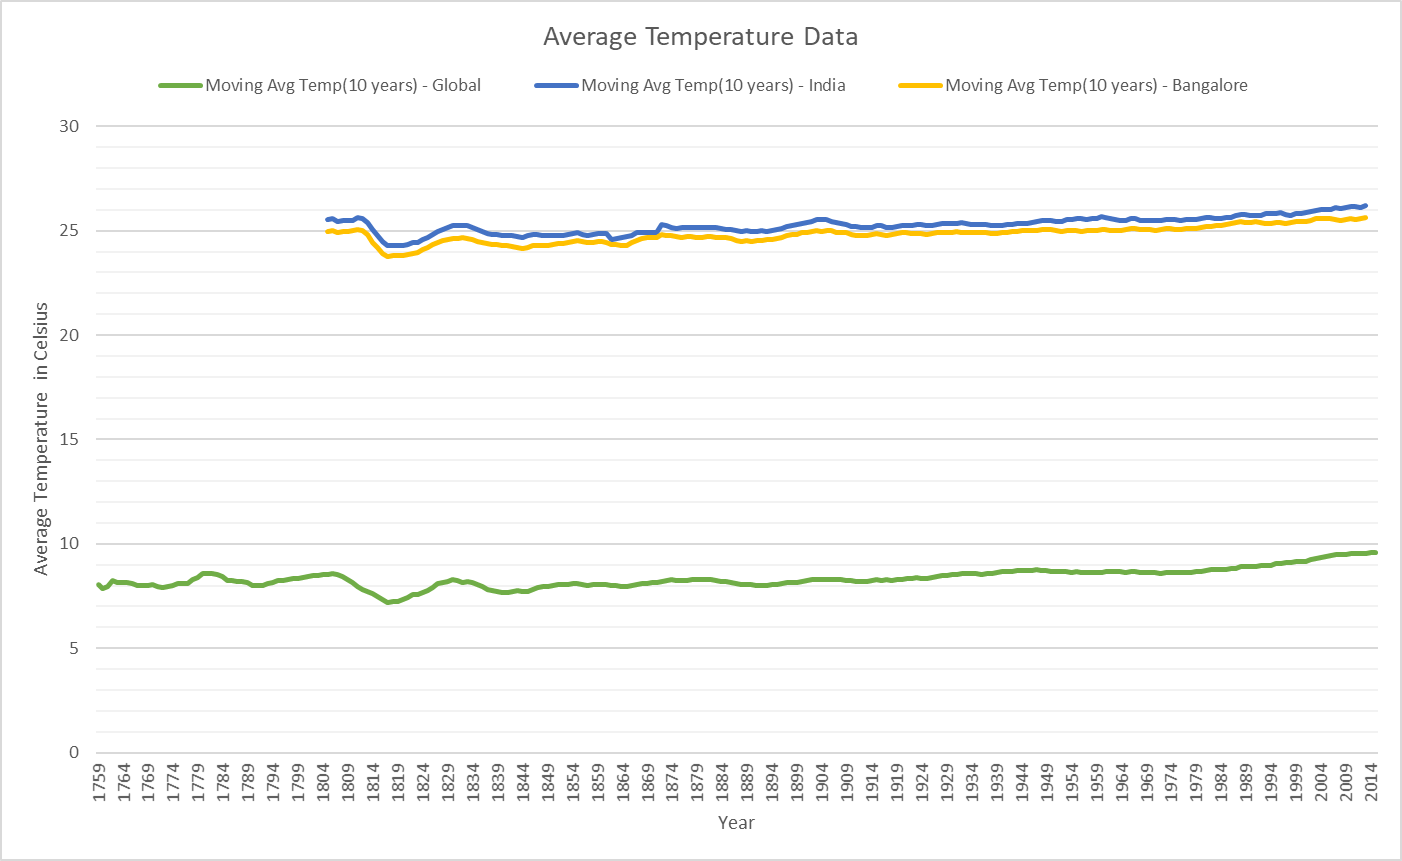 Average Temperature Data
Moving Avg Temp(10 years) - Global Moving Avg Temp(10 years) - India Moving Avg Temp(10 years) - Bangalore
30
25
20
15
10
5
0
Average Temperature in Celsius
1759 1764 1769 1774 1779 1784 1789 1794 1799 1804 1809 1814 1819 1824 1829 1834 1839 1844 1849 1854 1859 1864 1869 1874 1879 1884 1889 1894 1899 1904 1909 1914 1919 1924 1929 1934 1939 1944 1949 1954 1959 1964 1969 1974 1979 1984 1989 1994 1999 2004 2009 2014
Year